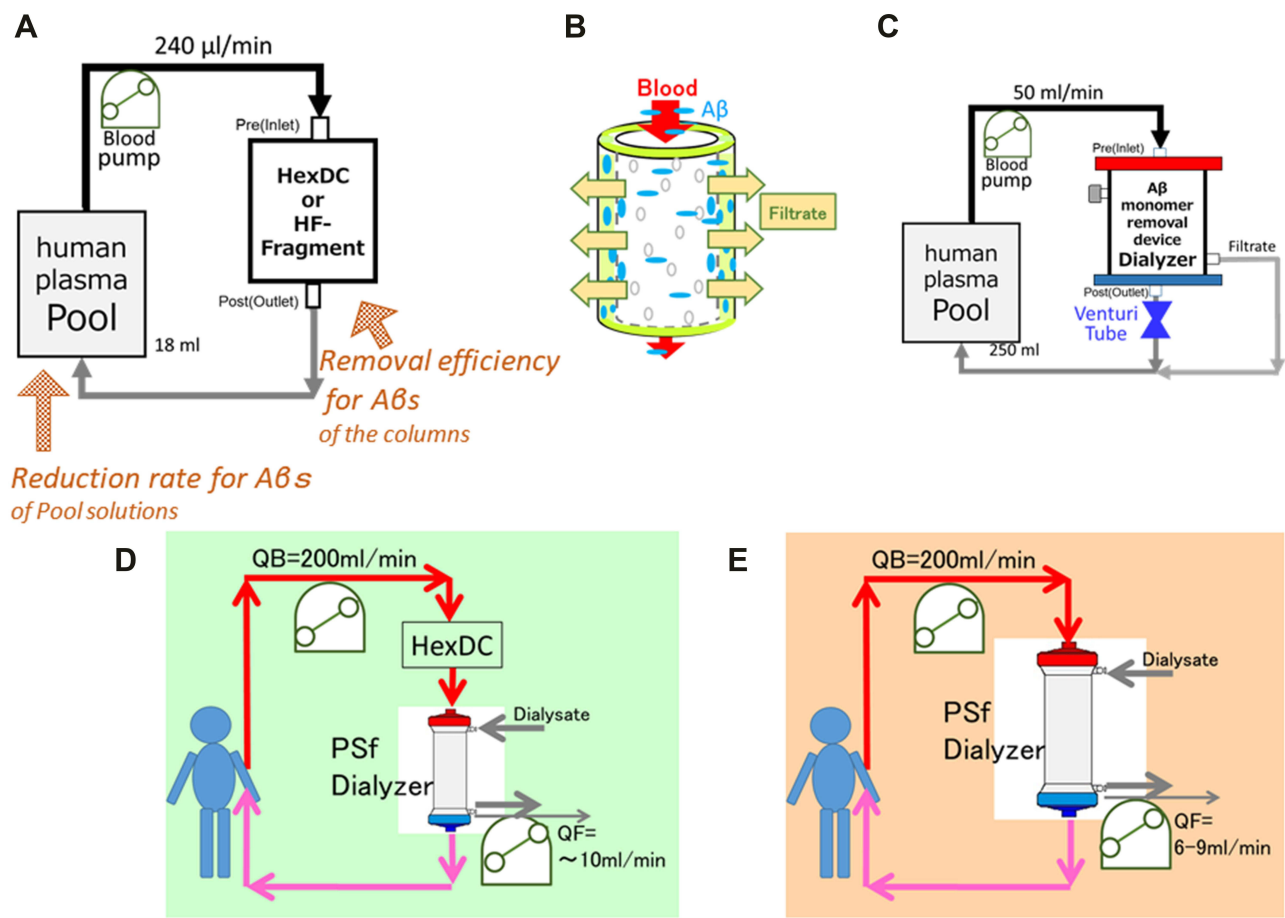 A
240 µl/min
Blood
pump
Pre(Inlet)
HexDC
or
HF-
Fragment
human
plasma
Pool
18 ml
Post(Outlet)
Removal efficiency
for Aβs
of the columns
Reduction rate for Aβs
of Pool solutions
B
Blood
Aβ
Filtrate
C
50 ml/min
Blood
pump
Pre(Inlet)
Aβ
monomer
removal
device
Dialyzer
Filtrate
human
plasma
Pool
250 ml
Post(Outlet)
Venturi
Tube
D
QB=200ml/min
HexDC
Dialysate
PSf
Dialyzer
QF=
～10ml/min
E
QB=200ml/min
Dialysate
PSf
Dialyzer
QF=
6-9ml/min